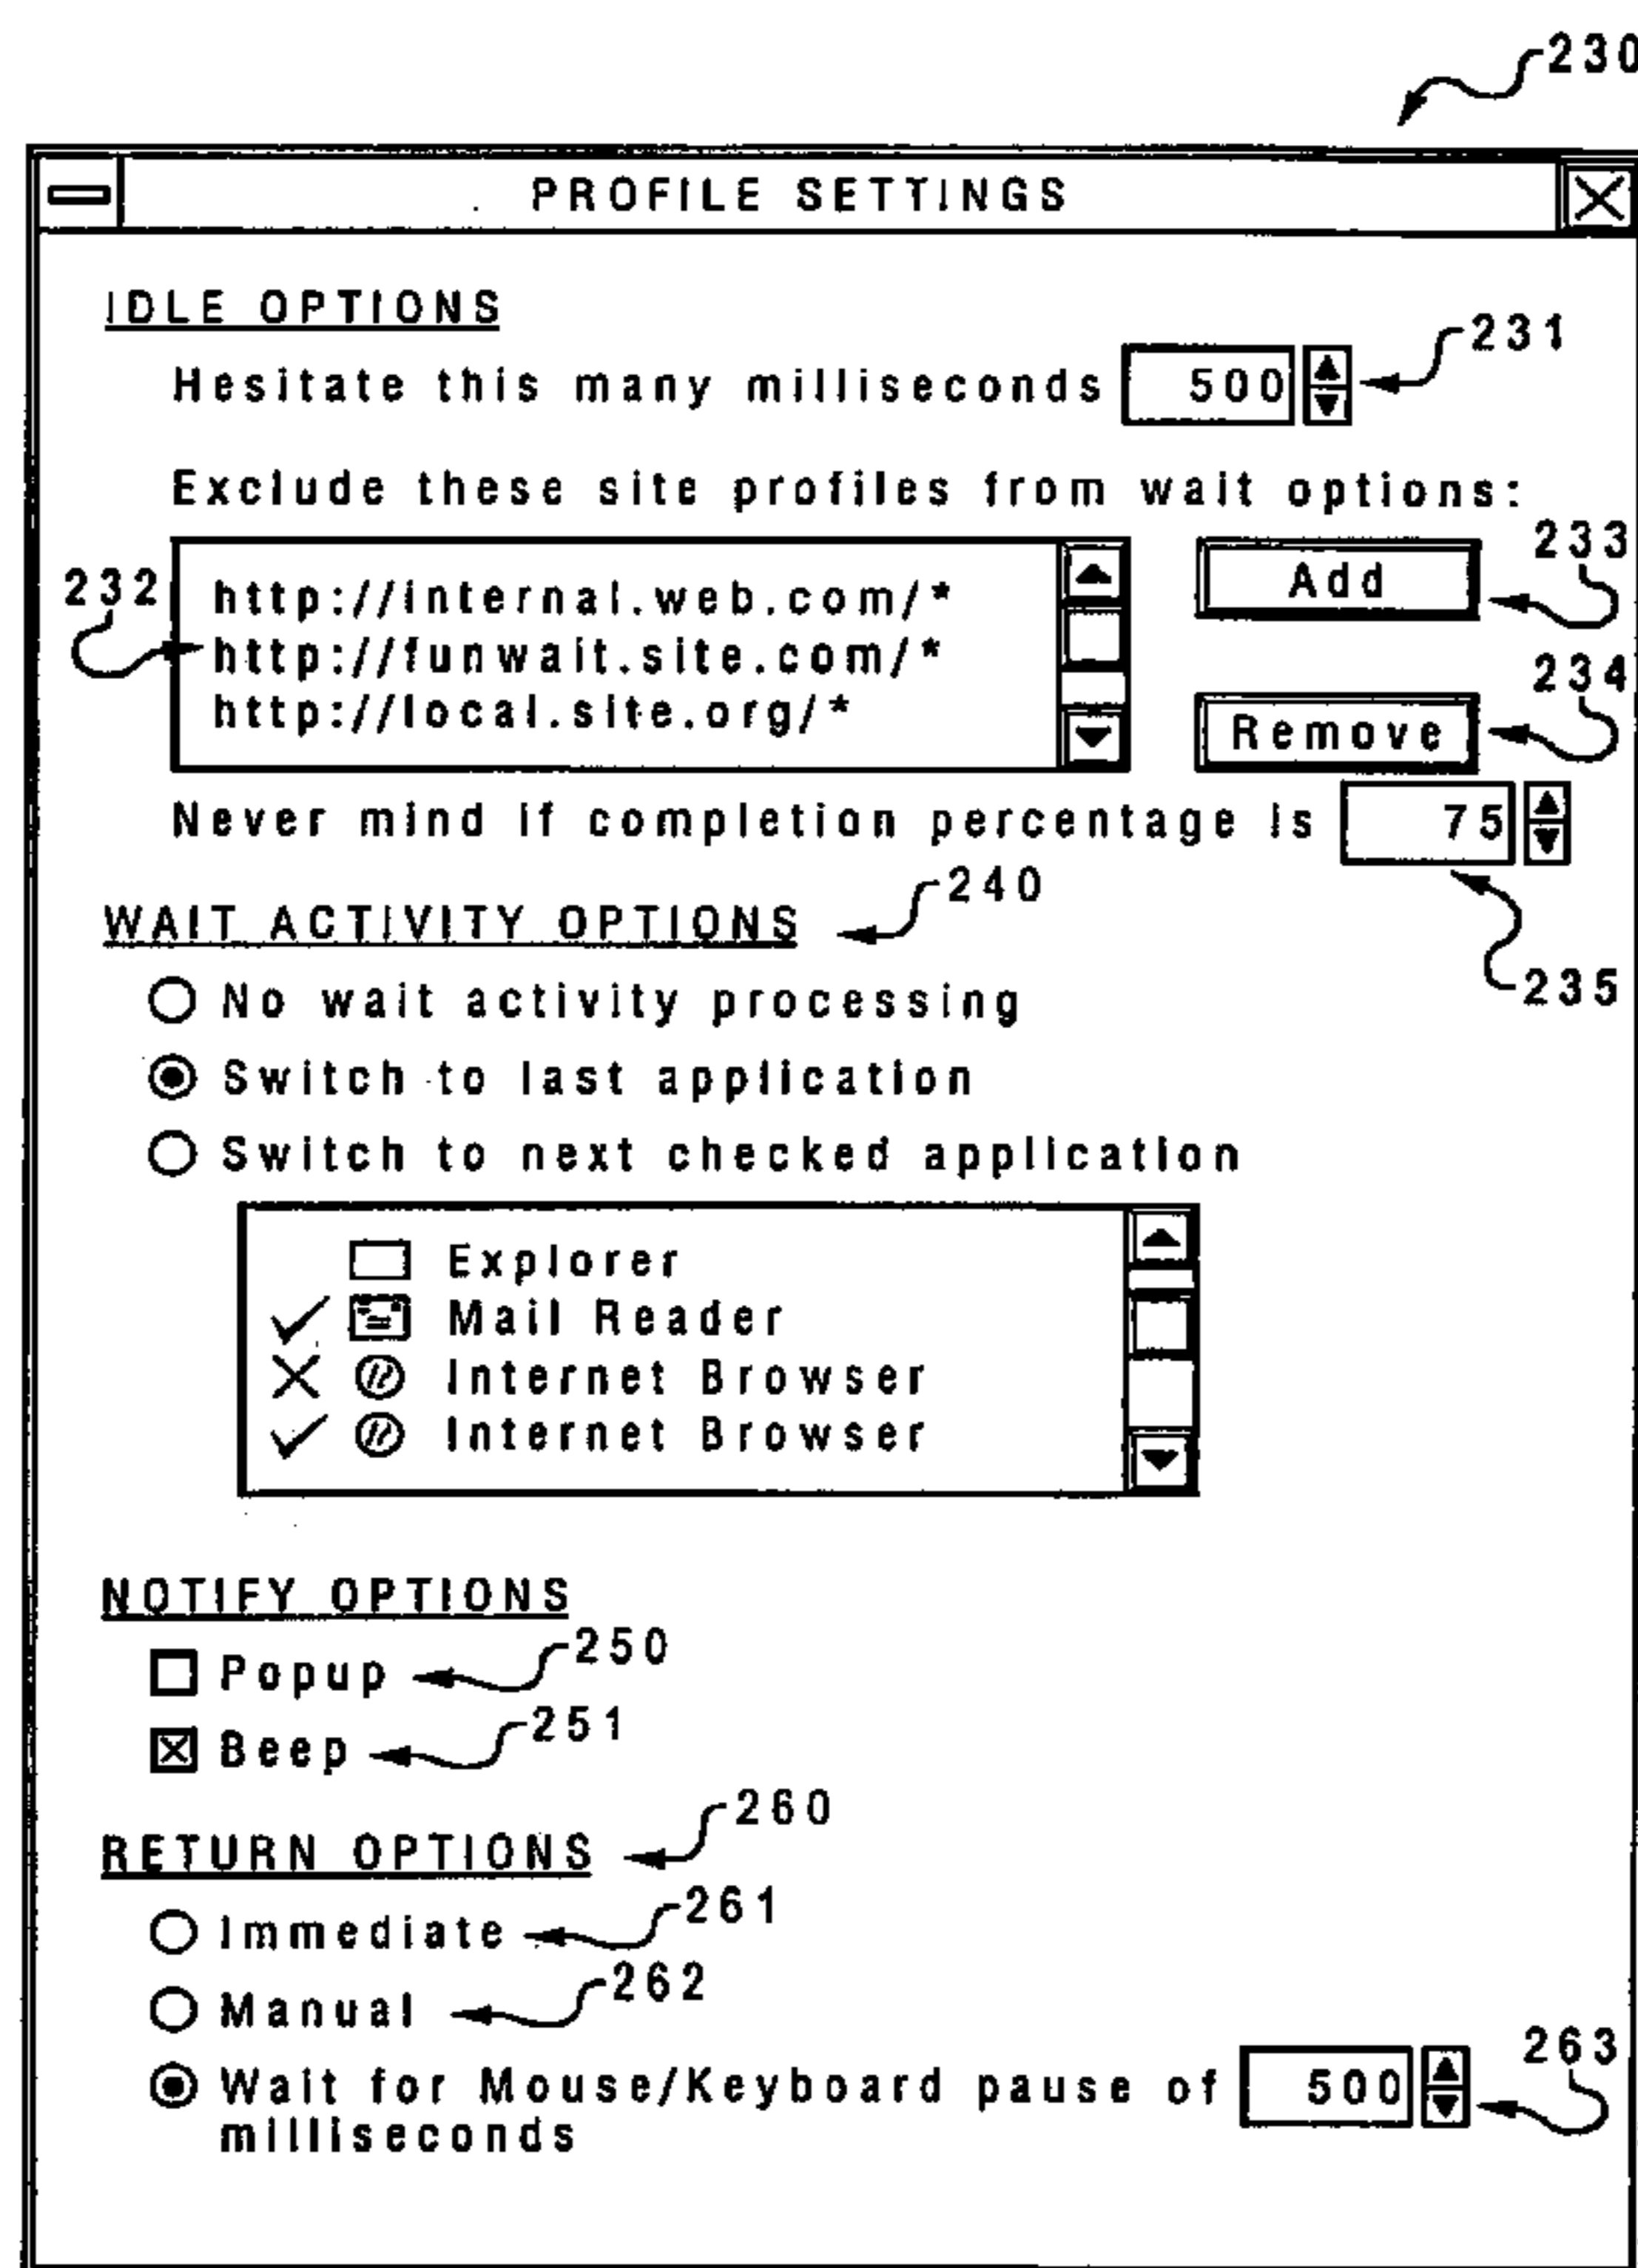 230
PROFILE SETTINGS
IDLE OPTIONS
231
Hesitate this many milliseconds 500
Exclude these site profiles from wait options:
232
http://internal.web.com/*
http://funwait.site.com/*
http://local.site.org/*
233
Add
234
Remove
Never mind if completion percentage is 75
235
WAIT ACTIVITY OPTIONS 240
No wait activity processing
Switch to last application
Switch to next checked application
Explorer
Mail Reader
Internet Browser
Internet Browser
NOTIFY OPTIONS
Popup 250
Beep 251
RETURN OPTIONS 260
Immediate 261
Manual 262
Wait for Mouse/Keyboard pause of 500 263
milliseconds